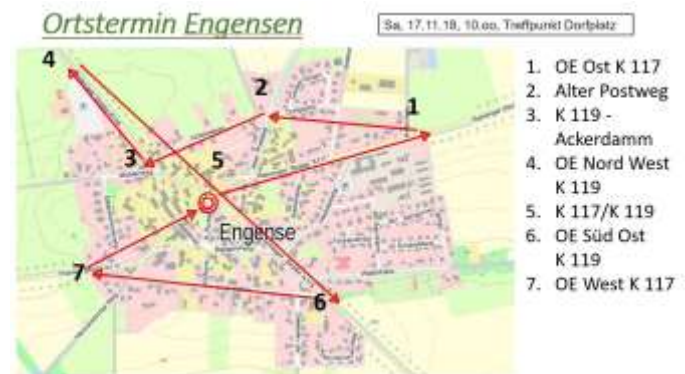 Ortstermin Engensen
Sa, 17.11.18, 10.oo, Treffpunkt Dorfplatz
4
2
1
3
5
Engense
7
6
1. OE Ost K 117
2. Alter Postweg
3. K 119 -
Ackerdamm
4. OE Nord West
K 119
5. K 117/K 119
6. OE Süd Ost
K 119
7. OE West K 117